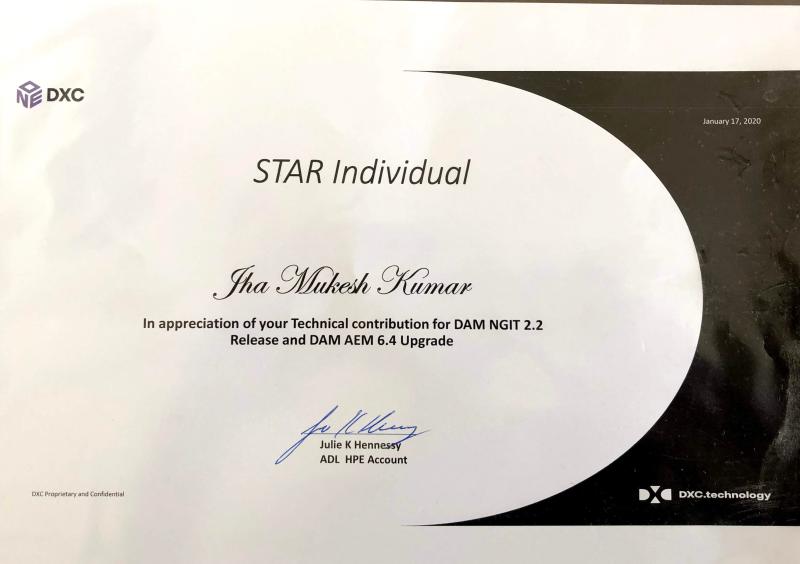 ONE DXC
January 17, 2020
STAR Individual
Jha Mukesh Kumar
In appreciation of your Technical contribution for DAM NGIT 2.2
Release and DAM AEM 6.4 Upgrade
Julie K Hennessy
ADL HPE Account
DXC Proprietary and Confidential
DXC.technology